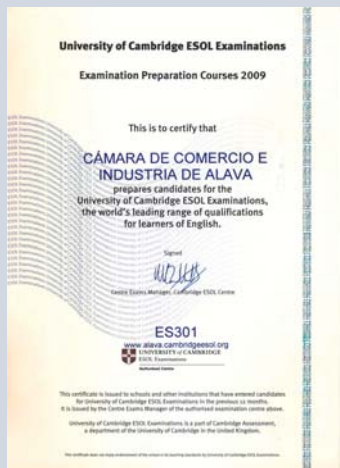 University of Cambridge ESOL Examinations
Examination Preparation Courses 2009
This is to certify that
CÁMARA DE COMERCIO E
INDUSTRIA DE ALAVA
prepares candidates for the
University of Cambridge ESOL Examinations,
the world's leading range of qualifications
for learners of English.
Signed
Centre Exams Manager, Cambridge ESOL Centre
ES301
www.alava.cambridgeesol.org
UNIVERSITY of CAMBRIDGE
ESOL Examinations
Authorised Centre
This certificate is issued to schools and other institutions that have entered candidates
for University of Cambridge ESOL Examinations in the previous 12 months.
It is issued by the Centre Exams Manager of the authorised examination centre above.
University of Cambridge ESOL Examinations is a part of Cambridge Assessment,
a department of the University of Cambridge in the United Kingdom.